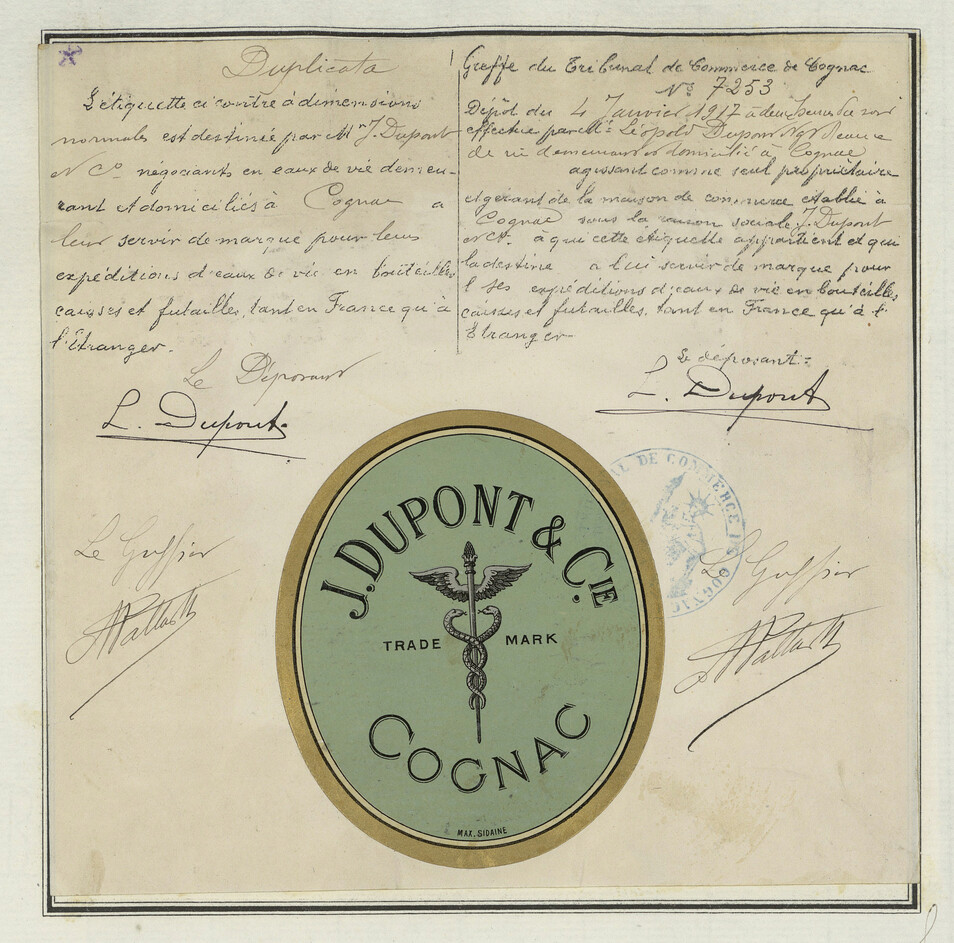 Duplicata
L'étiquette ci contre à dimensions
normales est destinée par Mr J. Dupont
& Co négociants en eaux de vie demeu-
rant et domiciliés à Cognac a
leur servir de marque pour leurs
expéditions d'eaux de vie en bouteilles,
caisses et futailles, tant en France qu'à
l'Etranger.
Le Déposant
L. Dupont
Le Greffier
Greffe du Tribunal de Commerce de Cognac
No 7253
Dépôt du 4 Janvier 1917 à deux heures du soir
effectué par Mr Léopold Dupont Ngt
de vie demeurant et domicilié à Cognac
agissant comme seul propriétaire
et gérant de la maison de commerce établie à
Cognac sous la raison sociale J. Dupont
& Co. à qui cette étiquette appartient et qui
la destine a lui servir de marque pour
ses expéditions d'eaux de vie en bouteilles,
caisses et futailles, tant en France qu'à l'
Etranger
Le déposant
L. Dupont
Le Greffier
J. DUPONT & CIE.
TRADE MARK
COGNAC
MAX. SIDAINE
AL DE COMMERCE DE COGNAC